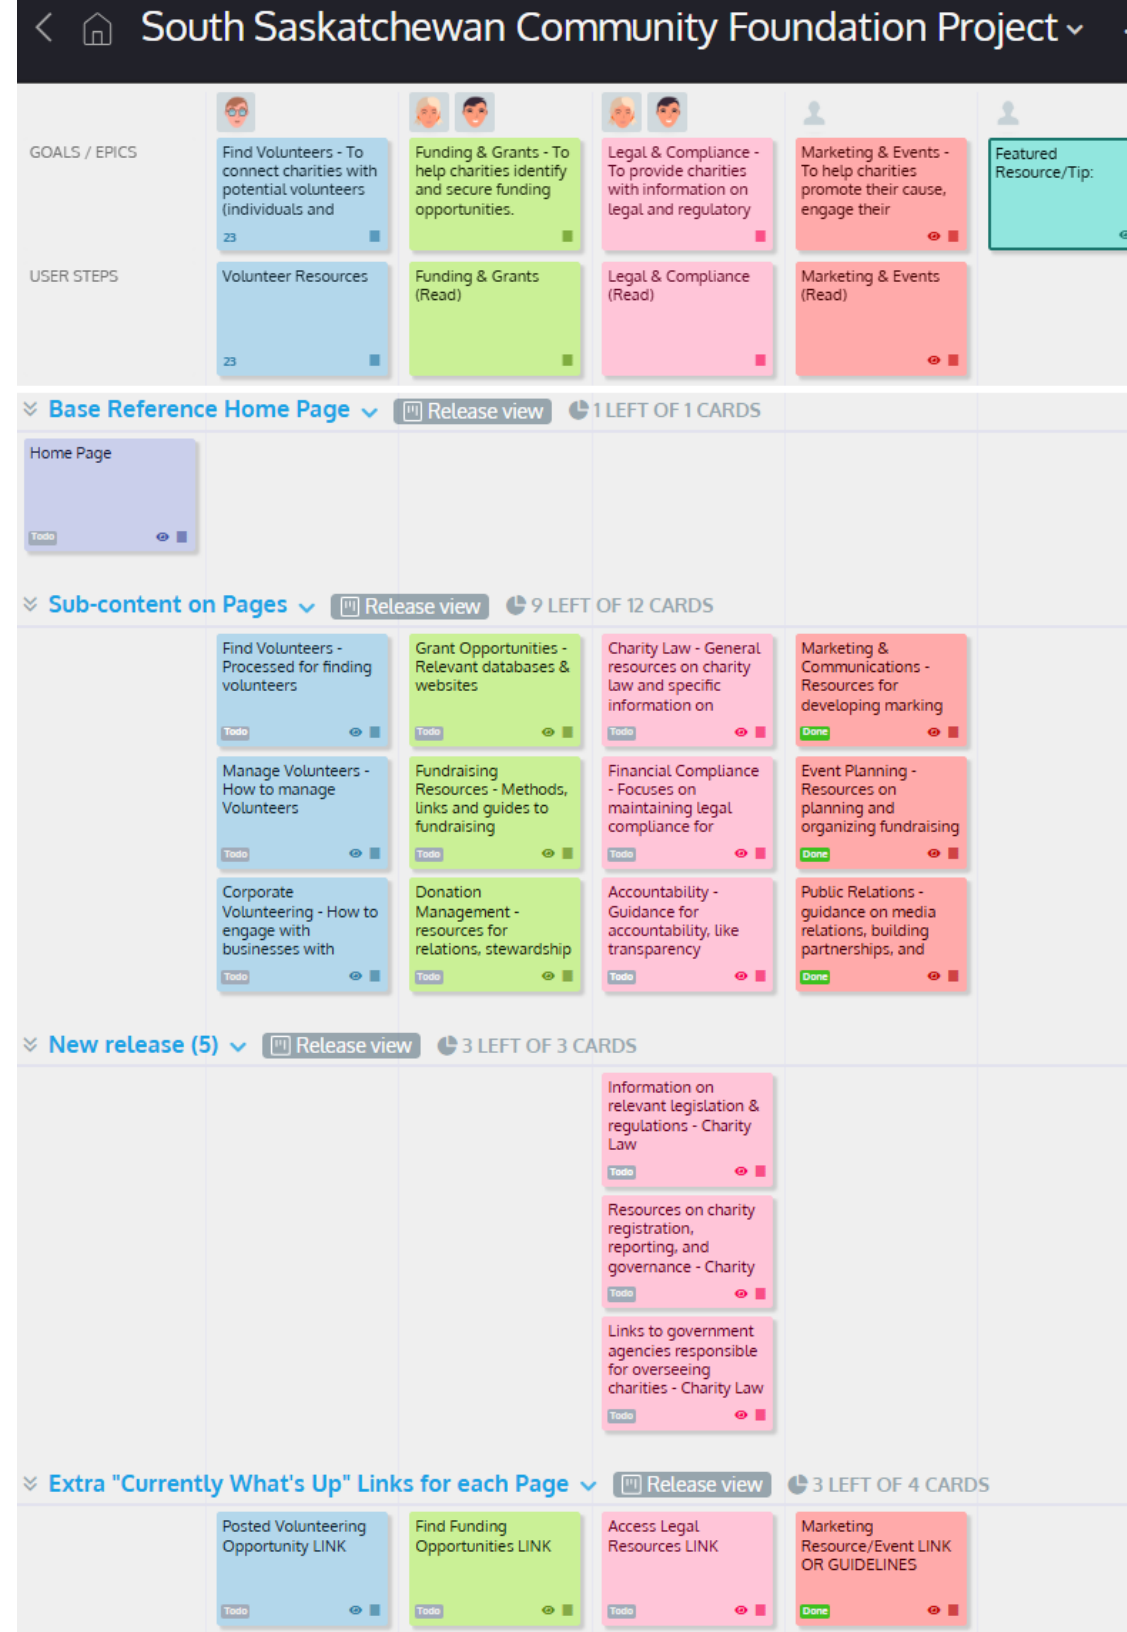 South Saskatchewan Community Foundation Project
GOALS / EPICS
Find Volunteers - To
connect charities with
potential volunteers
(individuals and
23
Funding & Grants - To
help charities identify
and secure funding
opportunities.
Legal & Compliance -
To provide charities
with information on
legal and regulatory
Marketing & Events -
To help charities
promote their cause,
engage their
Featured
Resource/Tip:
USER STEPS
Volunteer Resources
23
Funding & Grants
(Read)
Legal & Compliance
(Read)
Marketing & Events
(Read)
Base Reference Home Page
Release view
1 LEFT OF 1 CARDS
Home Page
Todo
Sub-content on Pages
Release view
9 LEFT OF 12 CARDS
Find Volunteers -
Processed for finding
volunteers
Todo
Grant Opportunities -
Relevant databases &
websites
Todo
Charity Law - General
resources on charity
law and specific
information on
Todo
Marketing &
Communications -
Resources for
developing marking
Done
Manage Volunteers -
How to manage
Volunteers
Todo
Fundraising
Resources - Methods,
links and guides to
fundraising
Todo
Financial Compliance
- Focuses on
maintaining legal
compliance for
Todo
Event Planning -
Resources on
planning and
organizing fundraising
Done
Corporate
Volunteering - How to
engage with
businesses with
Todo
Donation
Management -
resources for
relations, stewardship
Todo
Accountability -
Guidance for
accountability, like
transparency
Todo
Public Relations -
guidance on media
relations, building
partnerships, and
Done
New release (5)
Release view
3 LEFT OF 3 CARDS
Information on
relevant legislation &
regulations - Charity
Law
Todo
Resources on charity
registration,
reporting, and
governance - Charity
Todo
Links to government
agencies responsible
for overseeing
charities - Charity Law
Todo
Extra "Currently What's Up" Links for each Page
Release view
3 LEFT OF 4 CARDS
Posted Volunteering
Opportunity LINK
Todo
Find Funding
Opportunities LINK
Todo
Access Legal
Resources LINK
Todo
Marketing
Resource/Event LINK
OR GUIDELINES
Done